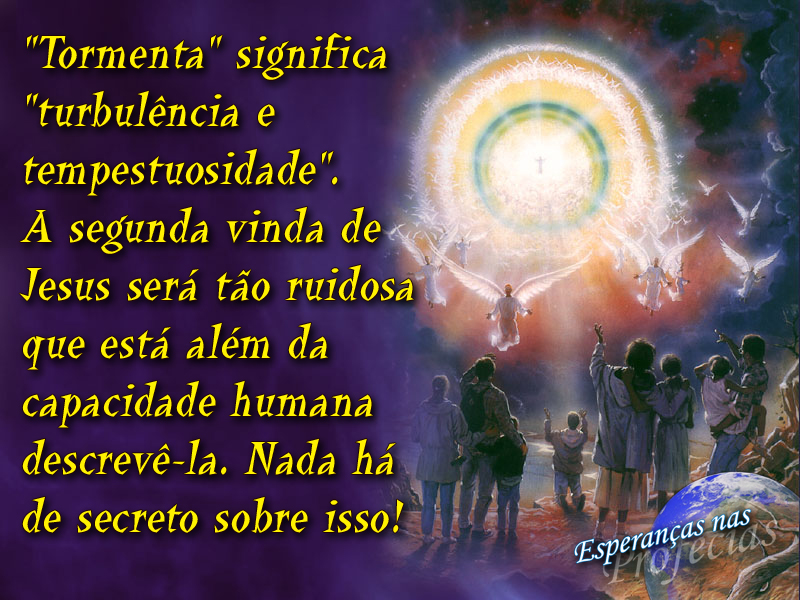 "Tormenta" significa
"turbulência e
tempestuosidade".
A segunda vinda de
Jesus será tão ruidosa
que está além da
capacidade humana
descrevê-la. Nada há
de secreto sobre isso!
Esperanças nas
Profecias